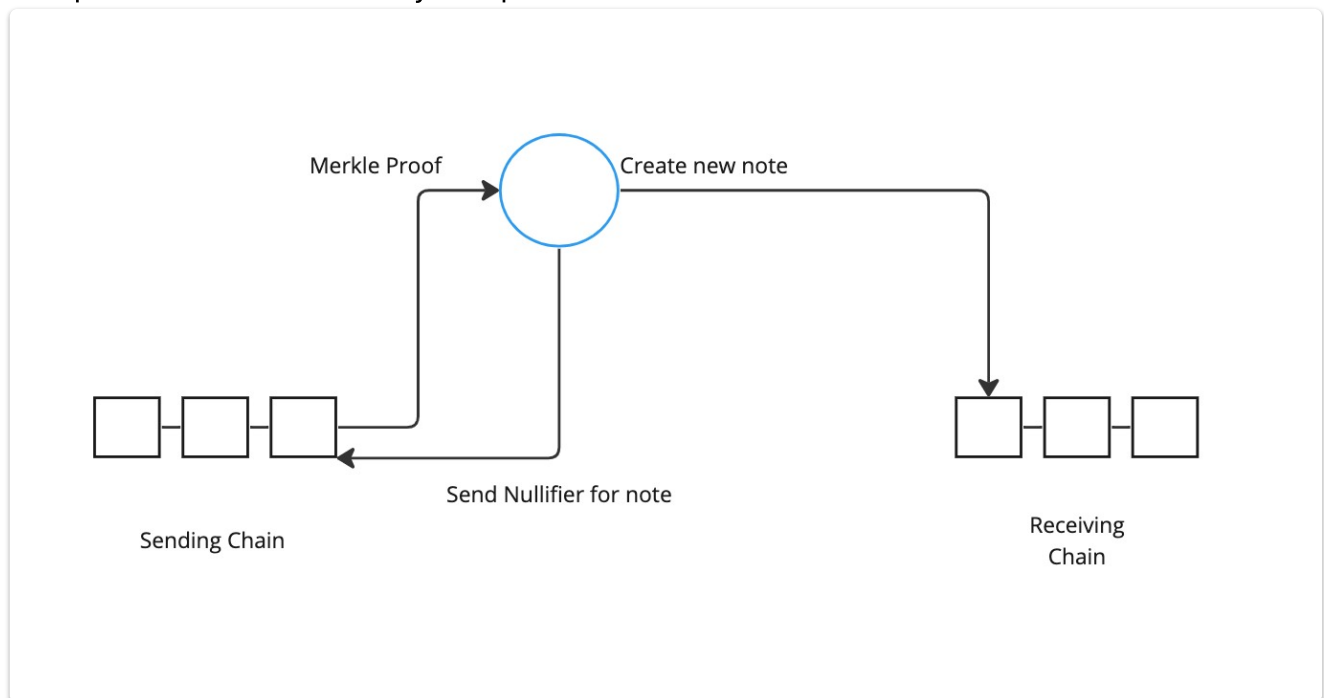 Merkle Proof
Create new note
Send Nullifier for note
Sending Chain
Receiving
Chain